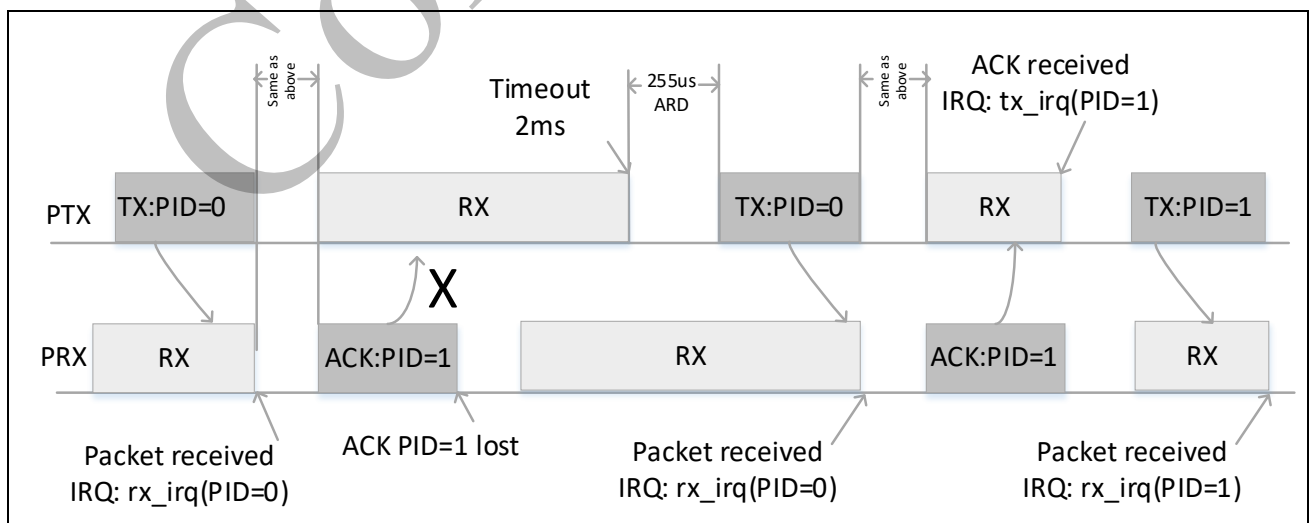 Same as
above
Timeout
2ms
255us
ARD
Same as
above
ACK received
IRQ: tx_irq(PID=1)
PTX
TX:PID=0
RX
TX:PID=0
RX
TX:PID=1
X
PRX
RX
ACK:PID=1
RX
ACK:PID=1
RX
Packet received
IRQ: rx_irq(PID=0)
ACK PID=1 lost
Packet received
IRQ: rx_irq(PID=0)
Packet received
IRQ: rx_irq(PID=1)